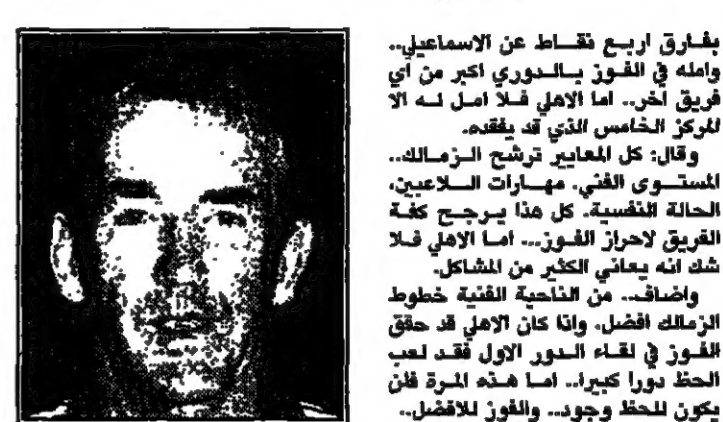 بفارق اربع نقاط عن الاسماعيلي..
وامله في الفوز بالدوري اكبر من اي
فريق آخر.. اما الاهلي فلا امل له الا
المركز الخامس الذي قد يفقده.
وقال: كل المعايير ترشح الزمالك..
المستوى الفني. مهارات اللاعبين،
الحالة النفسية. كل هذا يرجح كفة
الفريق لاحراز الفوز... اما الاهلي فلا
شك انه يعاني الكثير من المشاكل.
واضاف.. من الناحية الفنية خطوط
الزمالك افضل. واذا كان الاهلي قد حقق
الفوز في لقاء الدور الاول فقد لعب
الحظ دورا كبيرا.. اما هذه المرة فلن
يكون للحظ وجود.. والفوز للافضل..